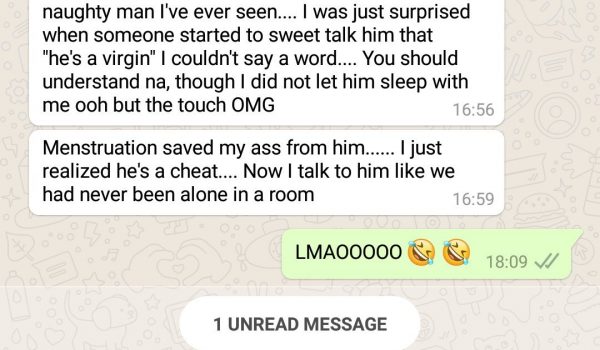 naughty man I've ever seen.... I was just surprised
when someone started to sweet talk him that
"he's a virgin" I couldn't say a word.... You should
understand na, though I did not let him sleep with
me ooh but the touch OMG
16:56
Menstruation saved my ass from him...... I just
realized he's a cheat.... Now I talk to him like we
had never been alone in a room
16:59
LMAOOOOO 🤣 🤣
18:09
1 UNREAD MESSAGE